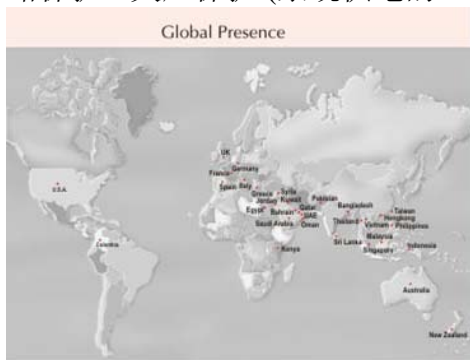 Global Presence
UK
Germany
France
Spain
Italy
Greece
Syria
Jordan
Kuwait
Pakistan
Egypt
Bahrain
Qatar
UAE
Bangladesh
Taiwan
Hongkong
Thailand
Vietnam
Philippines
Saudi Arabia
Oman
Malaysia
Sri Lanka
Singapore
Indonesia
Kenya
U.S.A.
Colombia
Australia
New Zealand